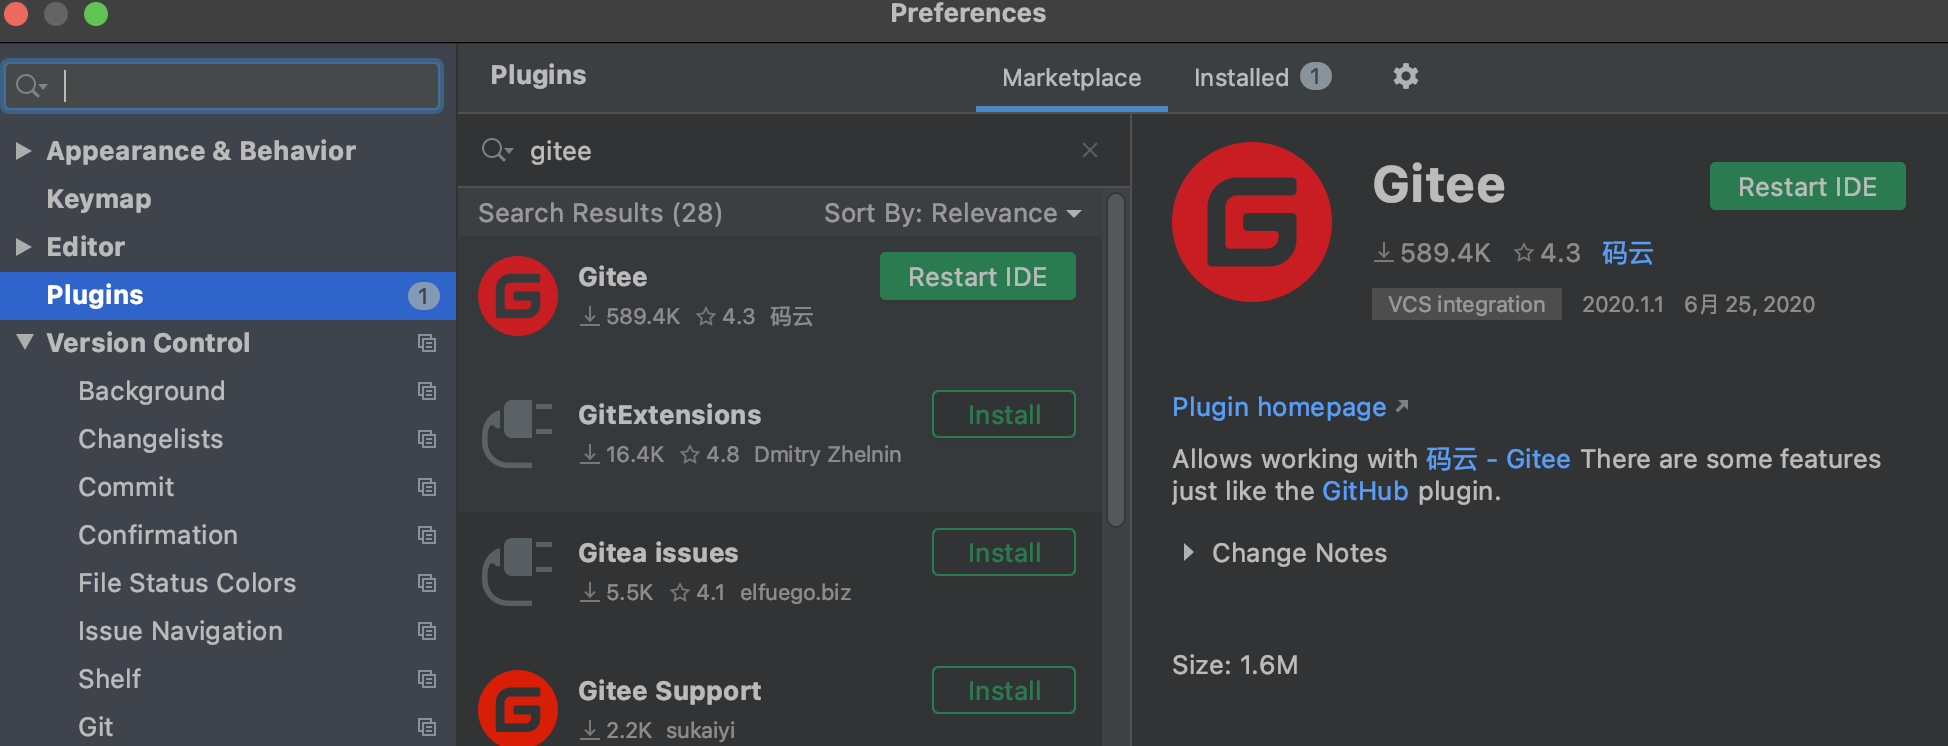 Preferences
Appearance & Behavior
Keymap
Editor
Plugins 1
Version Control
Background
Changelists
Commit
Confirmation
File Status Colors
Issue Navigation
Shelf
Git
Plugins
Marketplace
Installed 1
gitee
Search Results (28)
Sort By: Relevance
Gitee
Restart IDE
589.4K 4.3 码云
GitExtensions
Install
16.4K 4.8 Dmitry Zhelnin
Gitea issues
Install
5.5K 4.1 elfuego.biz
Gitee Support
Install
2.2K sukaiyi
Gitee
Restart IDE
589.4K 4.3 码云
VCS integration 2020.1.1 6月 25, 2020
Plugin homepage
Allows working with 码云 - Gitee There are some features
just like the GitHub plugin.
Change Notes
Size: 1.6M